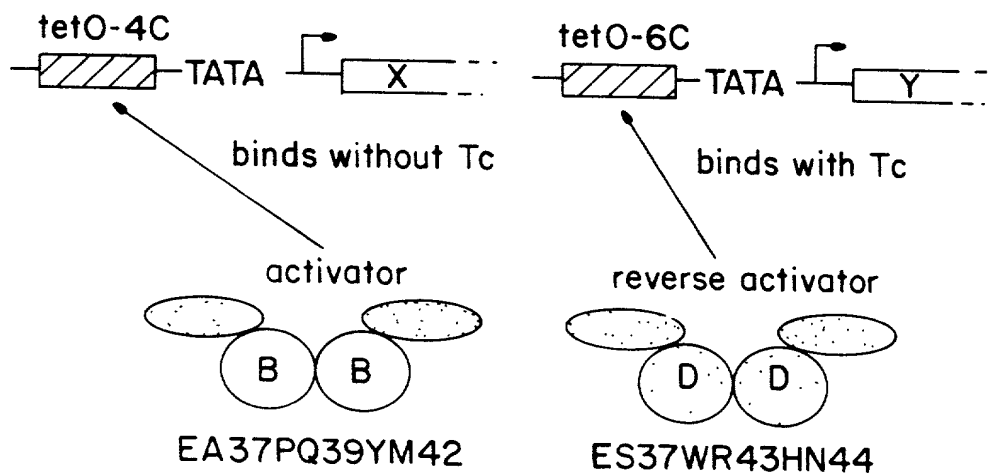 tetO-4C
TATA
X
binds without Tc
activator
B B
EA37PQ39YM42
tetO-6C
TATA
Y
binds with Tc
reverse activator
D D
ES37WR43HN44